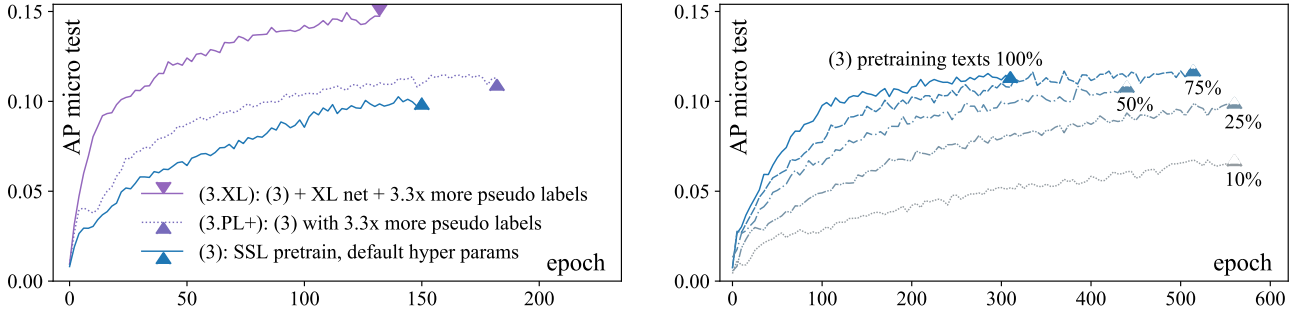 0.15
0.10
0.05
0.00
AP micro test
(3.XL): (3) + XL net + 3.3x more pseudo labels
(3.PL+): (3) with 3.3x more pseudo labels
(3): SSL pretrain, default hyper params
epoch
0 50 100 150 200
0.15
0.10
0.05
0.00
AP micro test
(3) pretraining texts 100%
75%
50%
25%
10%
epoch
0 100 200 300 400 500 600